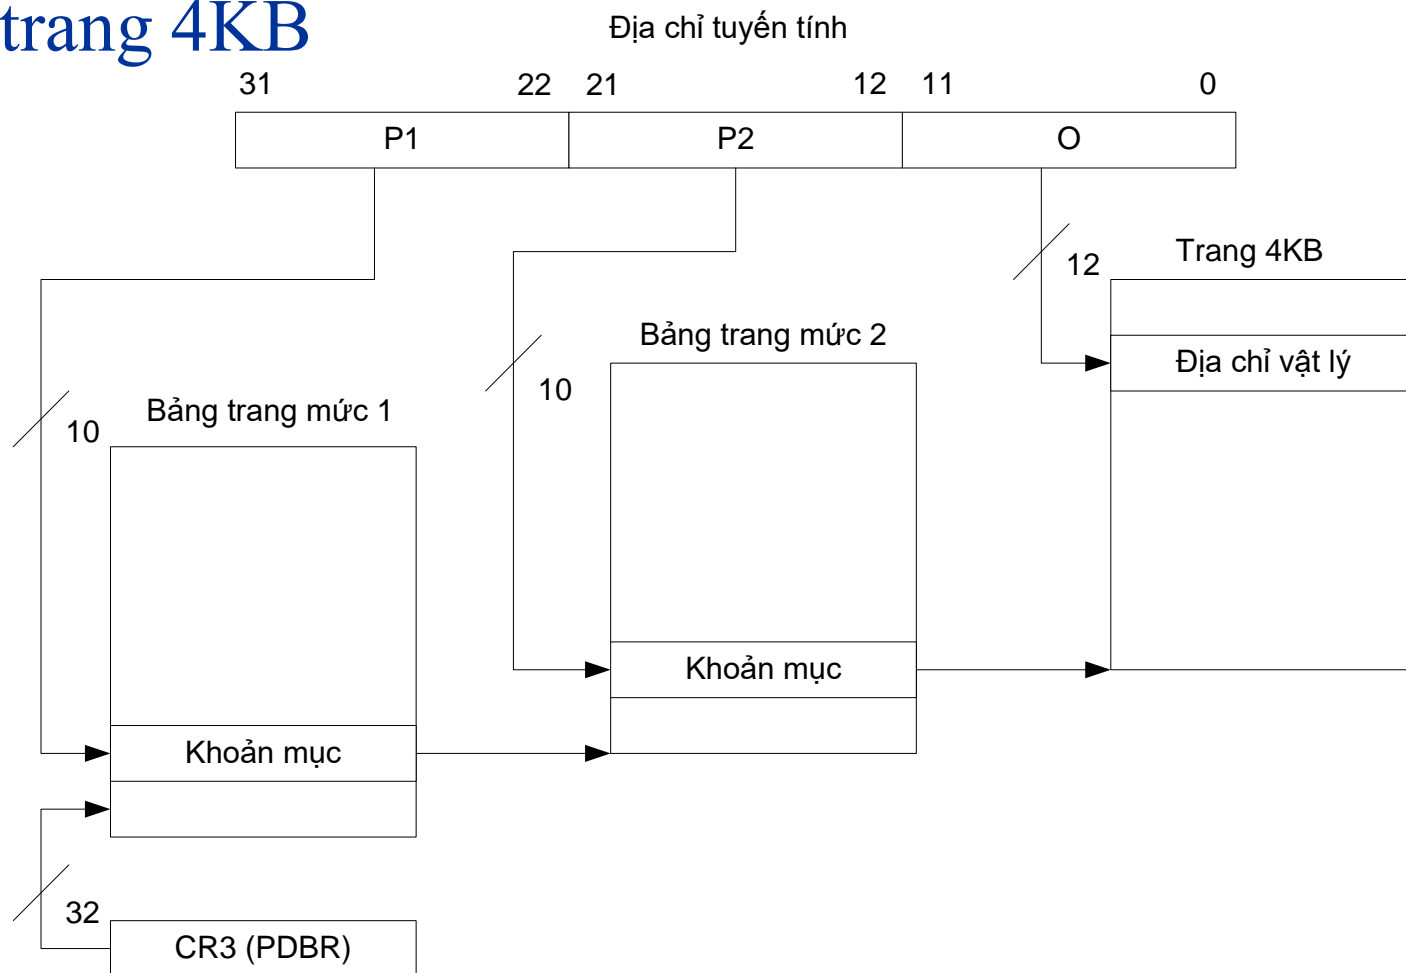 trang 4KB
Địa chỉ tuyến tính
31 22 21 12 11 0
P1 P2 O
Trang 4KB
12
Địa chỉ vật lý
Bảng trang mức 2
10
Bảng trang mức 1
10
Khoản mục
Khoản mục
32
CR3 (PDBR)